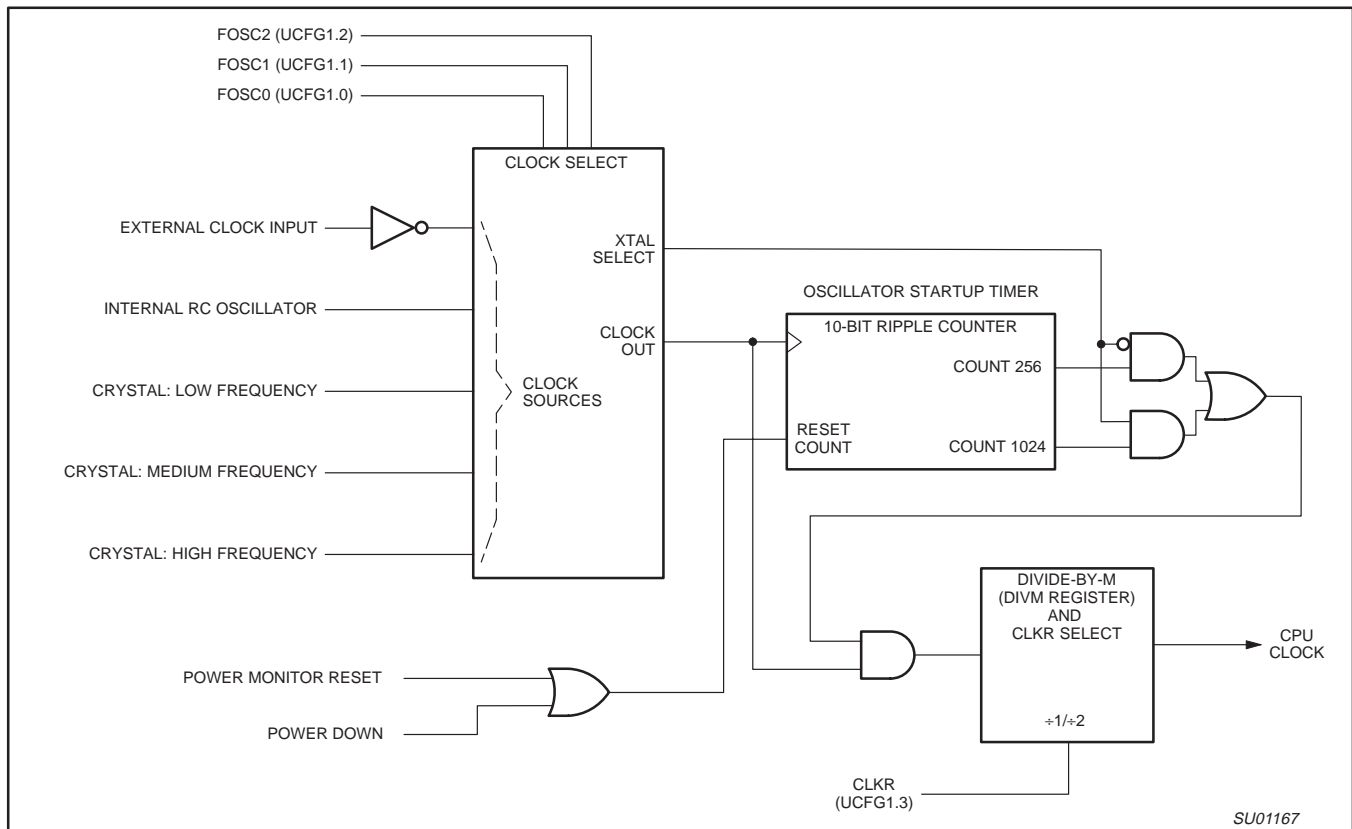 FOSC2 (UCFG1.2)
FOSC1 (UCFG1.1)
FOSC0 (UCFG1.0)
CLOCK SELECT
EXTERNAL CLOCK INPUT
XTAL
SELECT
INTERNAL RC OSCILLATOR
OSCILLATOR STARTUP TIMER
10-BIT RIPPLE COUNTER
CLOCK
OUT
COUNT 256
CRYSTAL: LOW FREQUENCY
CLOCK
SOURCES
RESET
COUNT
COUNT 1024
CRYSTAL: MEDIUM FREQUENCY
CRYSTAL: HIGH FREQUENCY
DIVIDE-BY-M
(DIVM REGISTER)
AND
CLKR SELECT
CPU
CLOCK
POWER MONITOR RESET
POWER DOWN
÷1/÷2
CLKR
(UCFG1.3)
SU01167